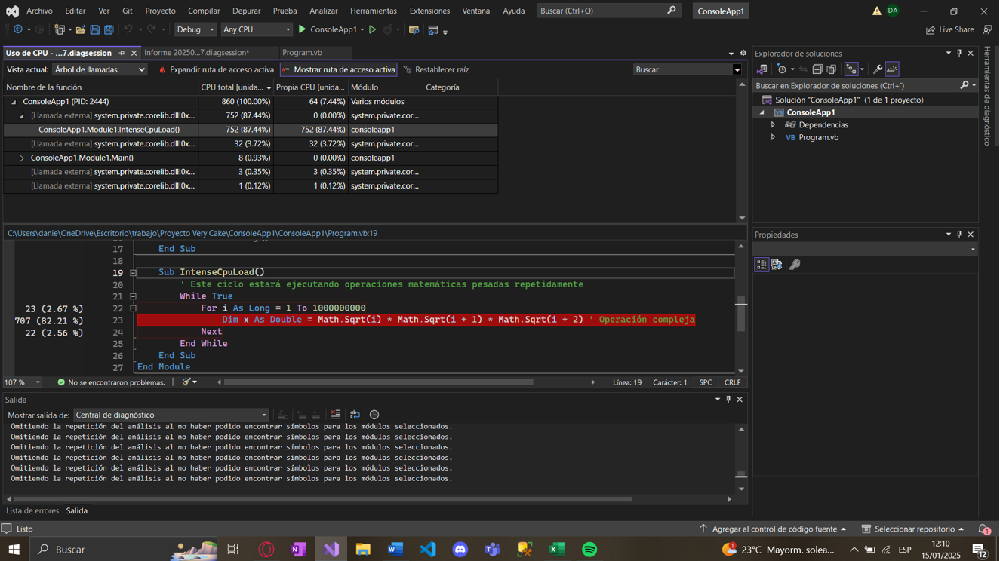 Archivo Editar Ver Git Proyecto Compilar Depurar Prueba Analizar Herramientas Extensiones Ventana Ayuda Buscar (Ctrl+Q) ConsoleApp1 DA
Debug Any CPU ConsoleApp1 Live Share
Uso de CPU - ...7.diagsession Informe 20250...7.diagsession* Program.vb
Vista actual: Árbol de llamadas Expandir ruta de acceso activa Mostrar ruta de acceso activa Restablecer raíz Buscar
Nombre de la función CPU total [unida... Propia CPU [unida... Módulo Categoría
ConsoleApp1 (PID: 2444) 860 (100.00%) 64 (7.44%) Varios módulos
[Llamada externa] system.private.corelib.dll!0x... 752 (87.44%) 0 (0.00%) system.private.cor...
ConsoleApp1.Module1.IntenseCpuLoad() 752 (87.44%) 752 (87.44%) consoleapp1
[Llamada externa] system.private.corelib.dll!0x... 32 (3.72%) 32 (3.72%) system.private.cor...
ConsoleApp1.Module1.Main() 8 (0.93%) 0 (0.00%) consoleapp1
[Llamada externa] system.private.corelib.dll!0x... 3 (0.35%) 3 (0.35%) system.private.cor...
[Llamada externa] system.private.corelib.dll!0x... 1 (0.12%) 1 (0.12%) system.private.cor...
C:\Users\danie\OneDrive\Escritorio\trabajo\Proyecto Very Cake\ConsoleApp1\ConsoleApp1\Program.vb:19
17 End Sub
18
19 Sub IntenseCpuLoad()
20 ' Este ciclo estará ejecutando operaciones matemáticas pesadas repetidamente
21 While True
23 (2.67 %) 22 For i As Long = 1 To 1000000000
707 (82.21 %) 23 Dim x As Double = Math.Sqrt(i) * Math.Sqrt(i + 1) * Math.Sqrt(i + 2) ' Operación compleja
22 (2.56 %) 24 Next
25 End While
26 End Sub
27 End Module
107 % No se encontraron problemas. Línea: 19 Carácter: 1 SPC CRLF
Salida
Mostrar salida de: Central de diagnóstico
Omitiendo la repetición del análisis al no haber podido encontrar símbolos para los módulos seleccionados.
Omitiendo la repetición del análisis al no haber podido encontrar símbolos para los módulos seleccionados.
Omitiendo la repetición del análisis al no haber podido encontrar símbolos para los módulos seleccionados.
Omitiendo la repetición del análisis al no haber podido encontrar símbolos para los módulos seleccionados.
Omitiendo la repetición del análisis al no haber podido encontrar símbolos para los módulos seleccionados.
Omitiendo la repetición del análisis al no haber podido encontrar símbolos para los módulos seleccionados.
Lista de errores Salida
Explorador de soluciones
Buscar en Explorador de soluciones (Ctrl+´)
Solución "ConsoleApp1" (1 de 1 proyecto)
VB ConsoleApp1
Dependencias
VB Program.vb
Propiedades
Herramientas de diagnóstico
Listo Agregar al control de código fuente Seleccionar repositorio 1
Buscar 23°C Mayorm. solea... ESP 12:10 15/01/2025 12